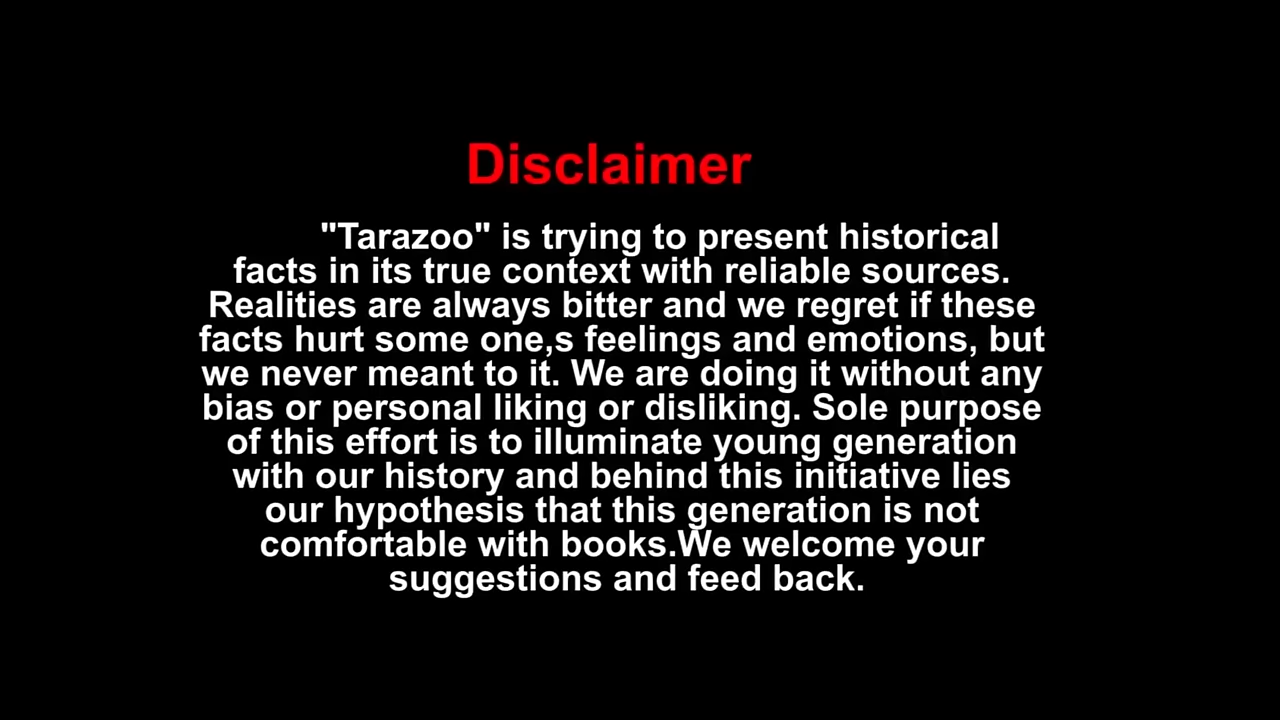 Disclaimer
"Tarazoo" is trying to present historical
facts in its true context with reliable sources.
Realities are always bitter and we regret if these
facts hurt some one,s feelings and emotions, but
we never meant to it. We are doing it without any
bias or personal liking or disliking. Sole purpose
of this effort is to illuminate young generation
with our history and behind this initiative lies
our hypothesis that this generation is not
comfortable with books.We welcome your
suggestions and feed back.